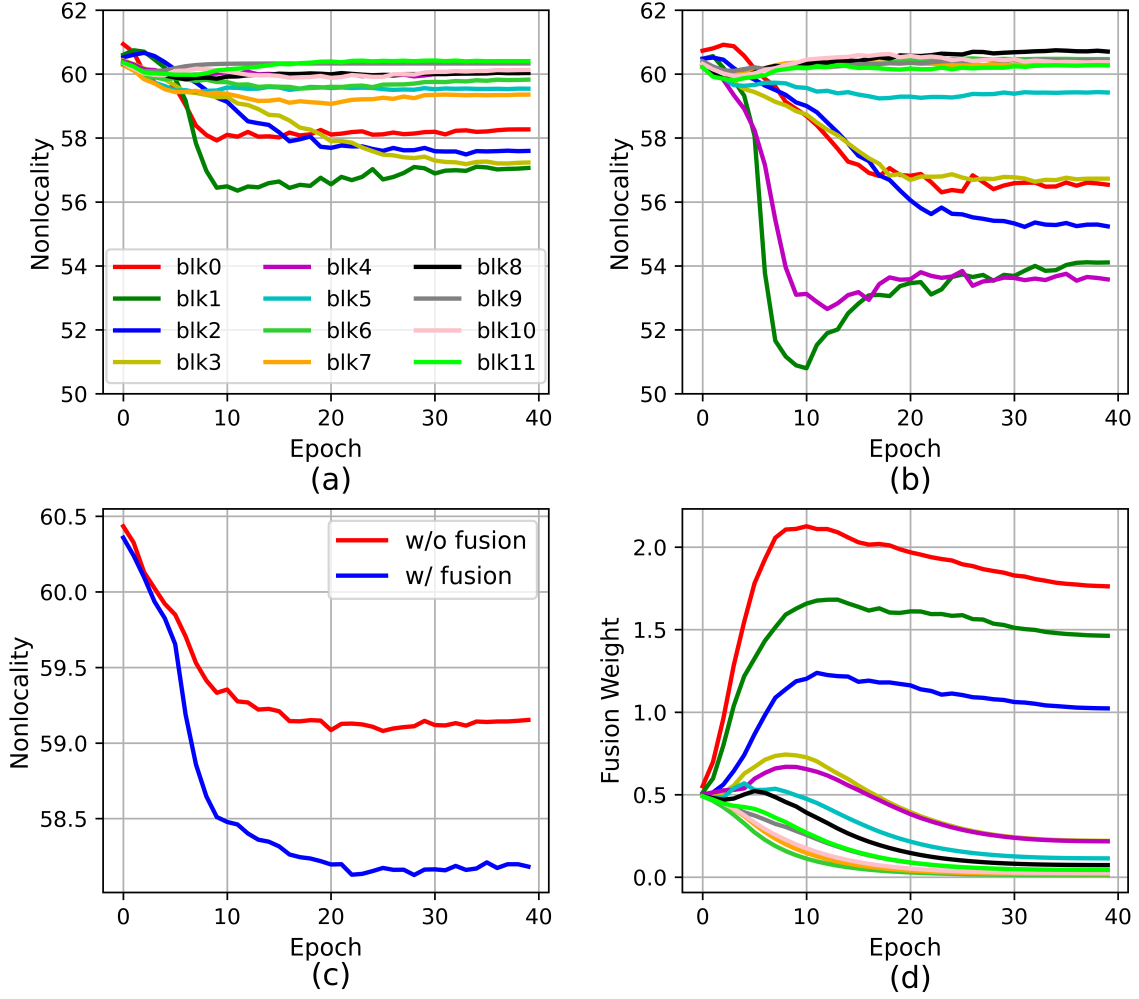 62
60
58
56
54
52
50
Nonlocality
blk0 blk4 blk8
blk1 blk5 blk9
blk2 blk6 blk10
blk3 blk7 blk11
0 10 20 30 40
Epoch
(a)
62
60
58
56
54
52
50
Nonlocality
0 10 20 30 40
Epoch
(b)
60.5
60.0
59.5
59.0
58.5
Nonlocality
w/o fusion
w/ fusion
0 10 20 30 40
Epoch
(c)
2.0
1.5
1.0
0.5
0.0
Fusion Weight
0 10 20 30 40
Epoch
(d)